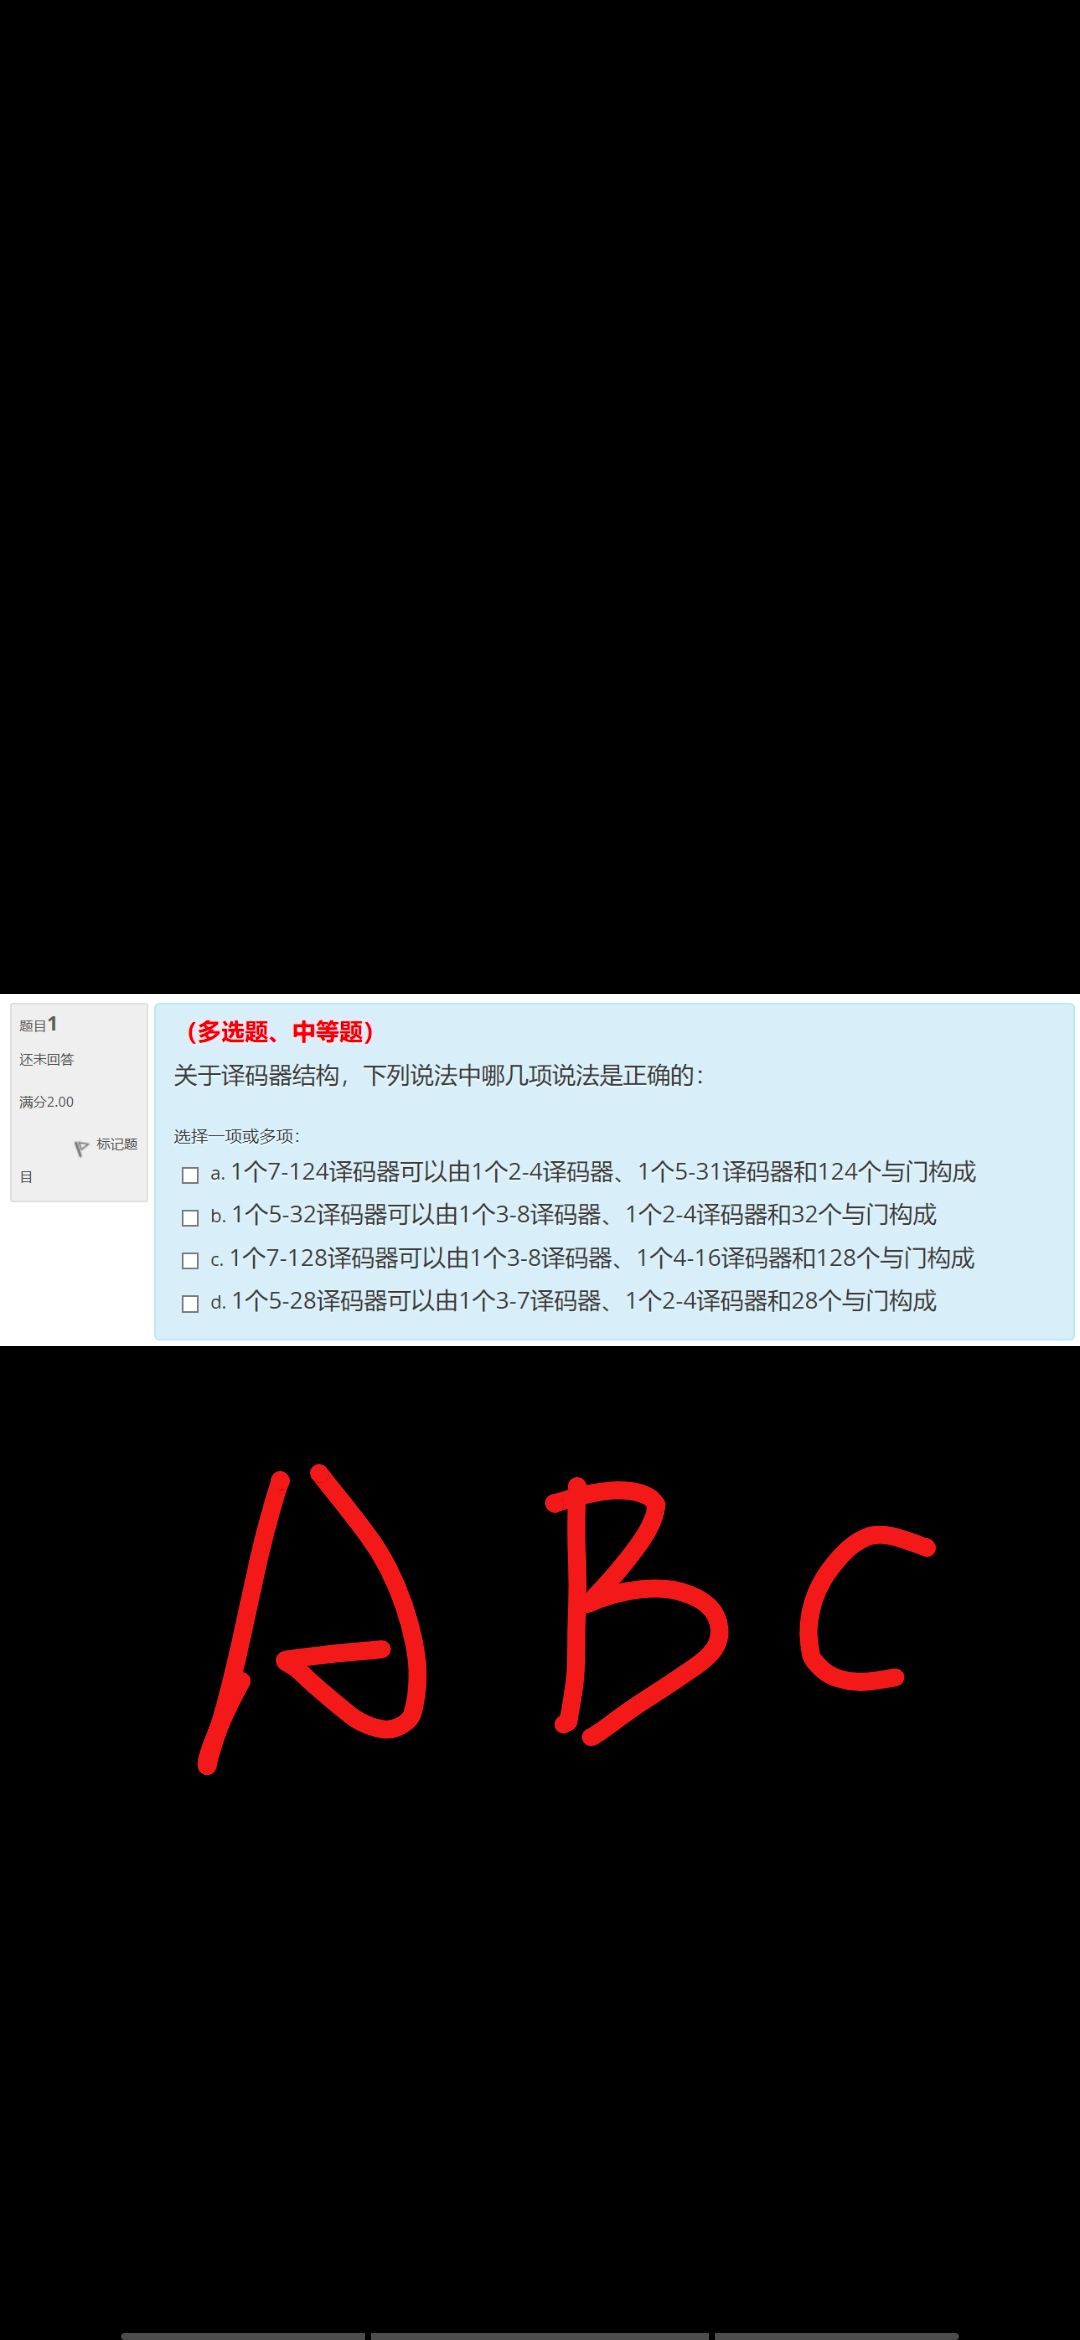 题目1
还未回答
满分2.00
标记题
目
（多选题、中等题）
关于译码器结构，下列说法中哪几项说法是正确的：
选择一项或多项：
a. 1个7-124译码器可以由1个2-4译码器、1个5-31译码器和124个与门构成
b. 1个5-32译码器可以由1个3-8译码器、1个2-4译码器和32个与门构成
c. 1个7-128译码器可以由1个3-8译码器、1个4-16译码器和128个与门构成
d. 1个5-28译码器可以由1个3-7译码器、1个2-4译码器和28个与门构成
A B C